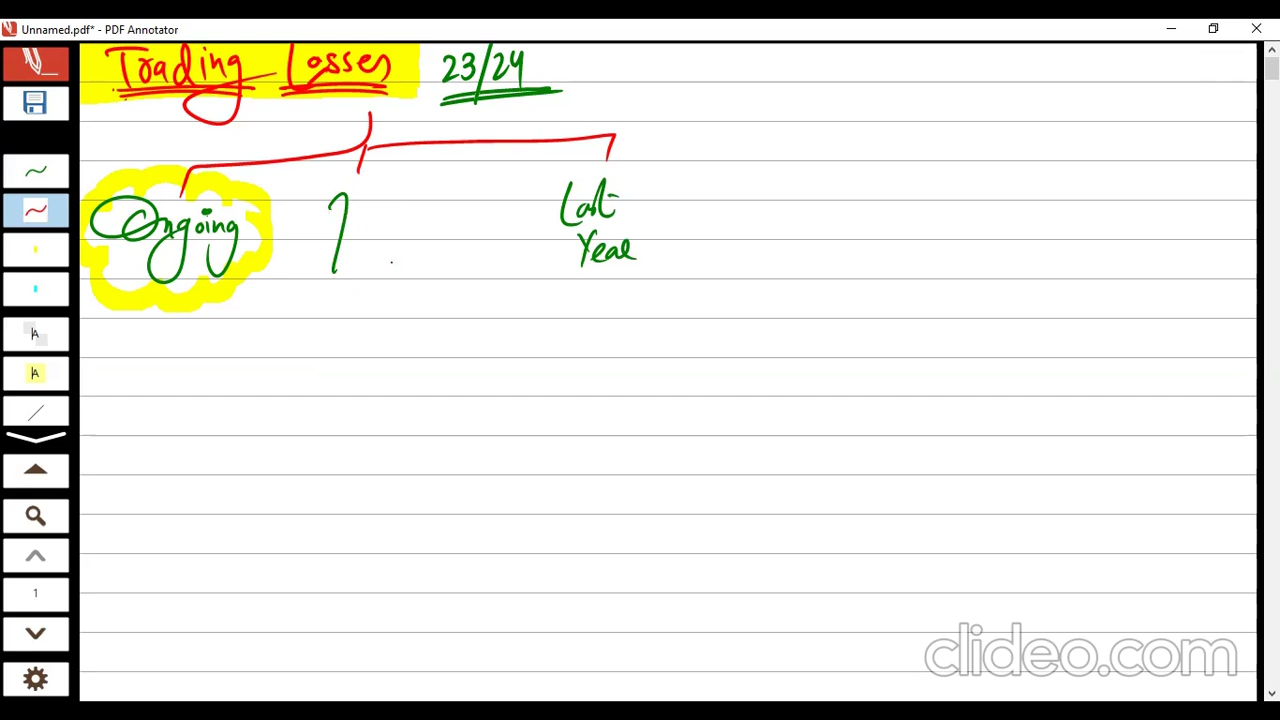 Unnamed.pdf* - PDF Annotator
Trading Losses 23/24
Ongoing ? Last
Year
A
A
1
clideo.com